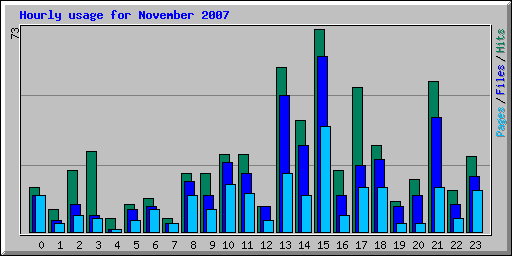 Hourly usage for November 2007
73
Pages / Files / Hits
0 1 2 3 4 5 6 7 8 9 10 11 12 13 14 15 16 17 18 19 20 21 22 23